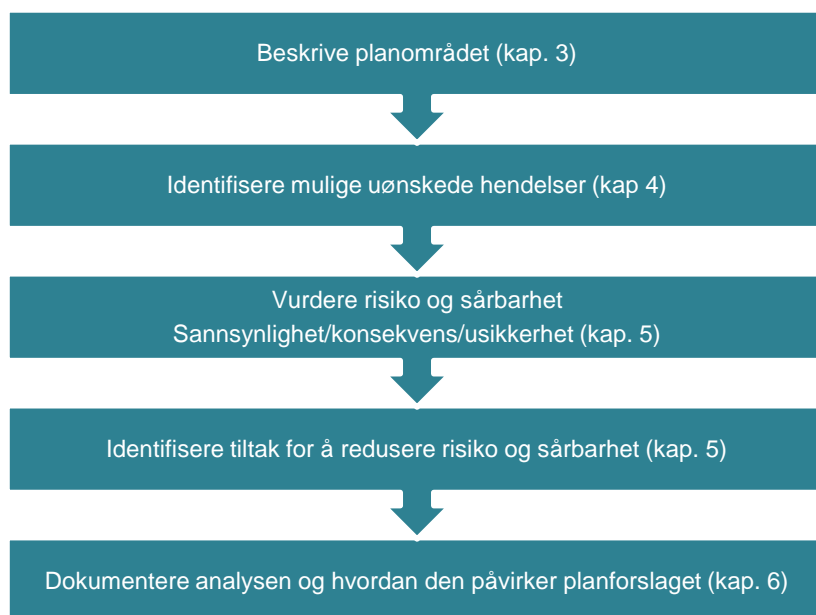 Beskrive planområdet (kap. 3)
Identifisere mulige uønskede hendelser (kap 4)
Vurdere risiko og sårbarhet
Sannsynlighet/konsekvens/usikkerhet (kap. 5)
Identifisere tiltak for å redusere risiko og sårbarhet (kap. 5)
Dokumentere analysen og hvordan den påvirker planforslaget (kap. 6)